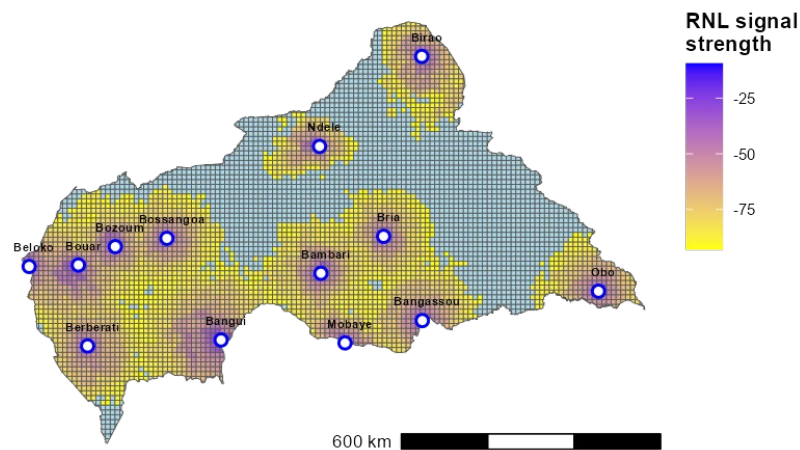 RNL signal
strength
-25
-50
-75
Birao
Ndele
Bossangoa
Bozoum
Bria
Beloko
Bouar
Bambari
Obo
Bangassou
Berberati
Bangui
Mobaye
600 km